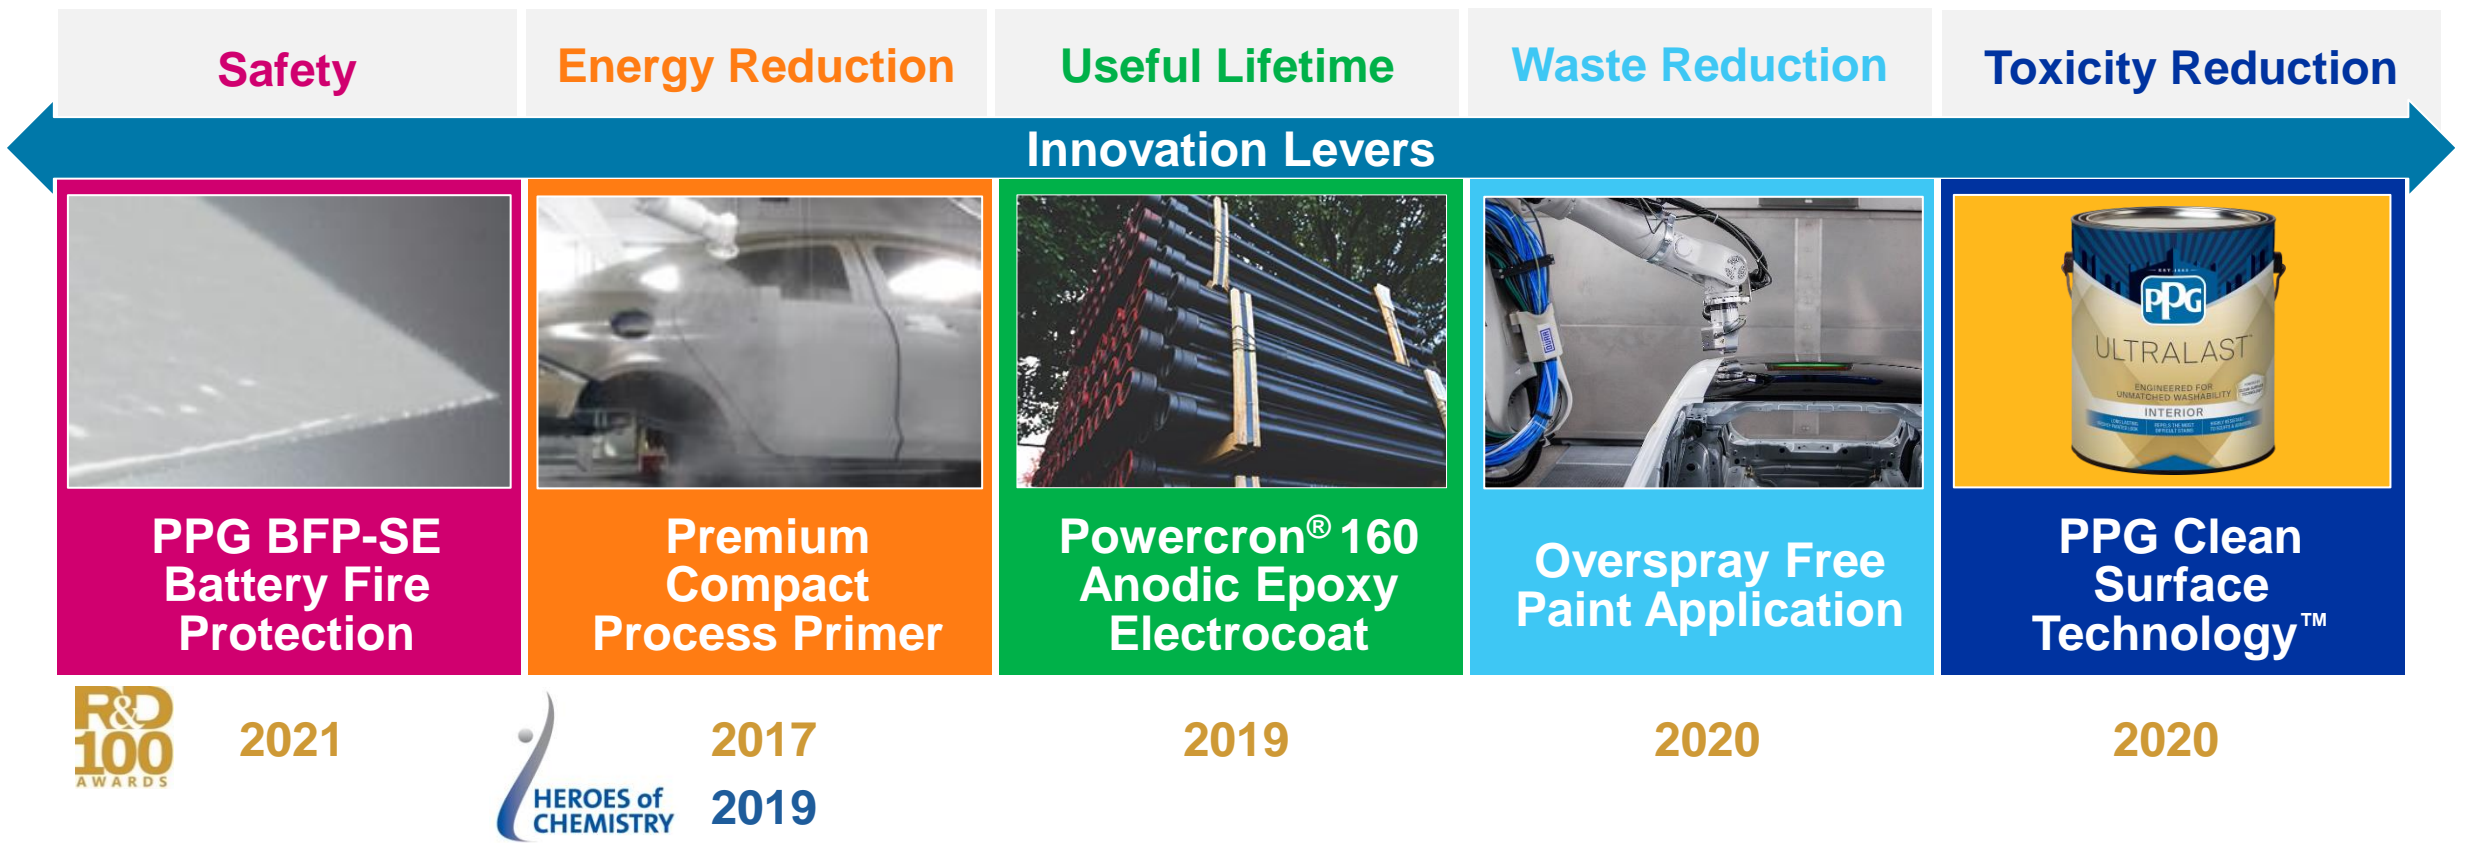 Safety
Energy Reduction
Useful Lifetime
Waste Reduction
Toxicity Reduction
Innovation Levers
EST. 1883
PPG
ULTRALAST
ENGINEERED FOR
UNMATCHED WASHABILITY
INTERIOR
PPG BFP-SE
Battery Fire
Protection
Premium
Compact
Process Primer
Powercron® 160
Anodic Epoxy
Electrocoat
Overspray Free
Paint Application
PPG Clean
Surface
Technology™
R&D
100
AWARDS
2021
2017
2019
2020
2020
HEROES of
CHEMISTRY
2019